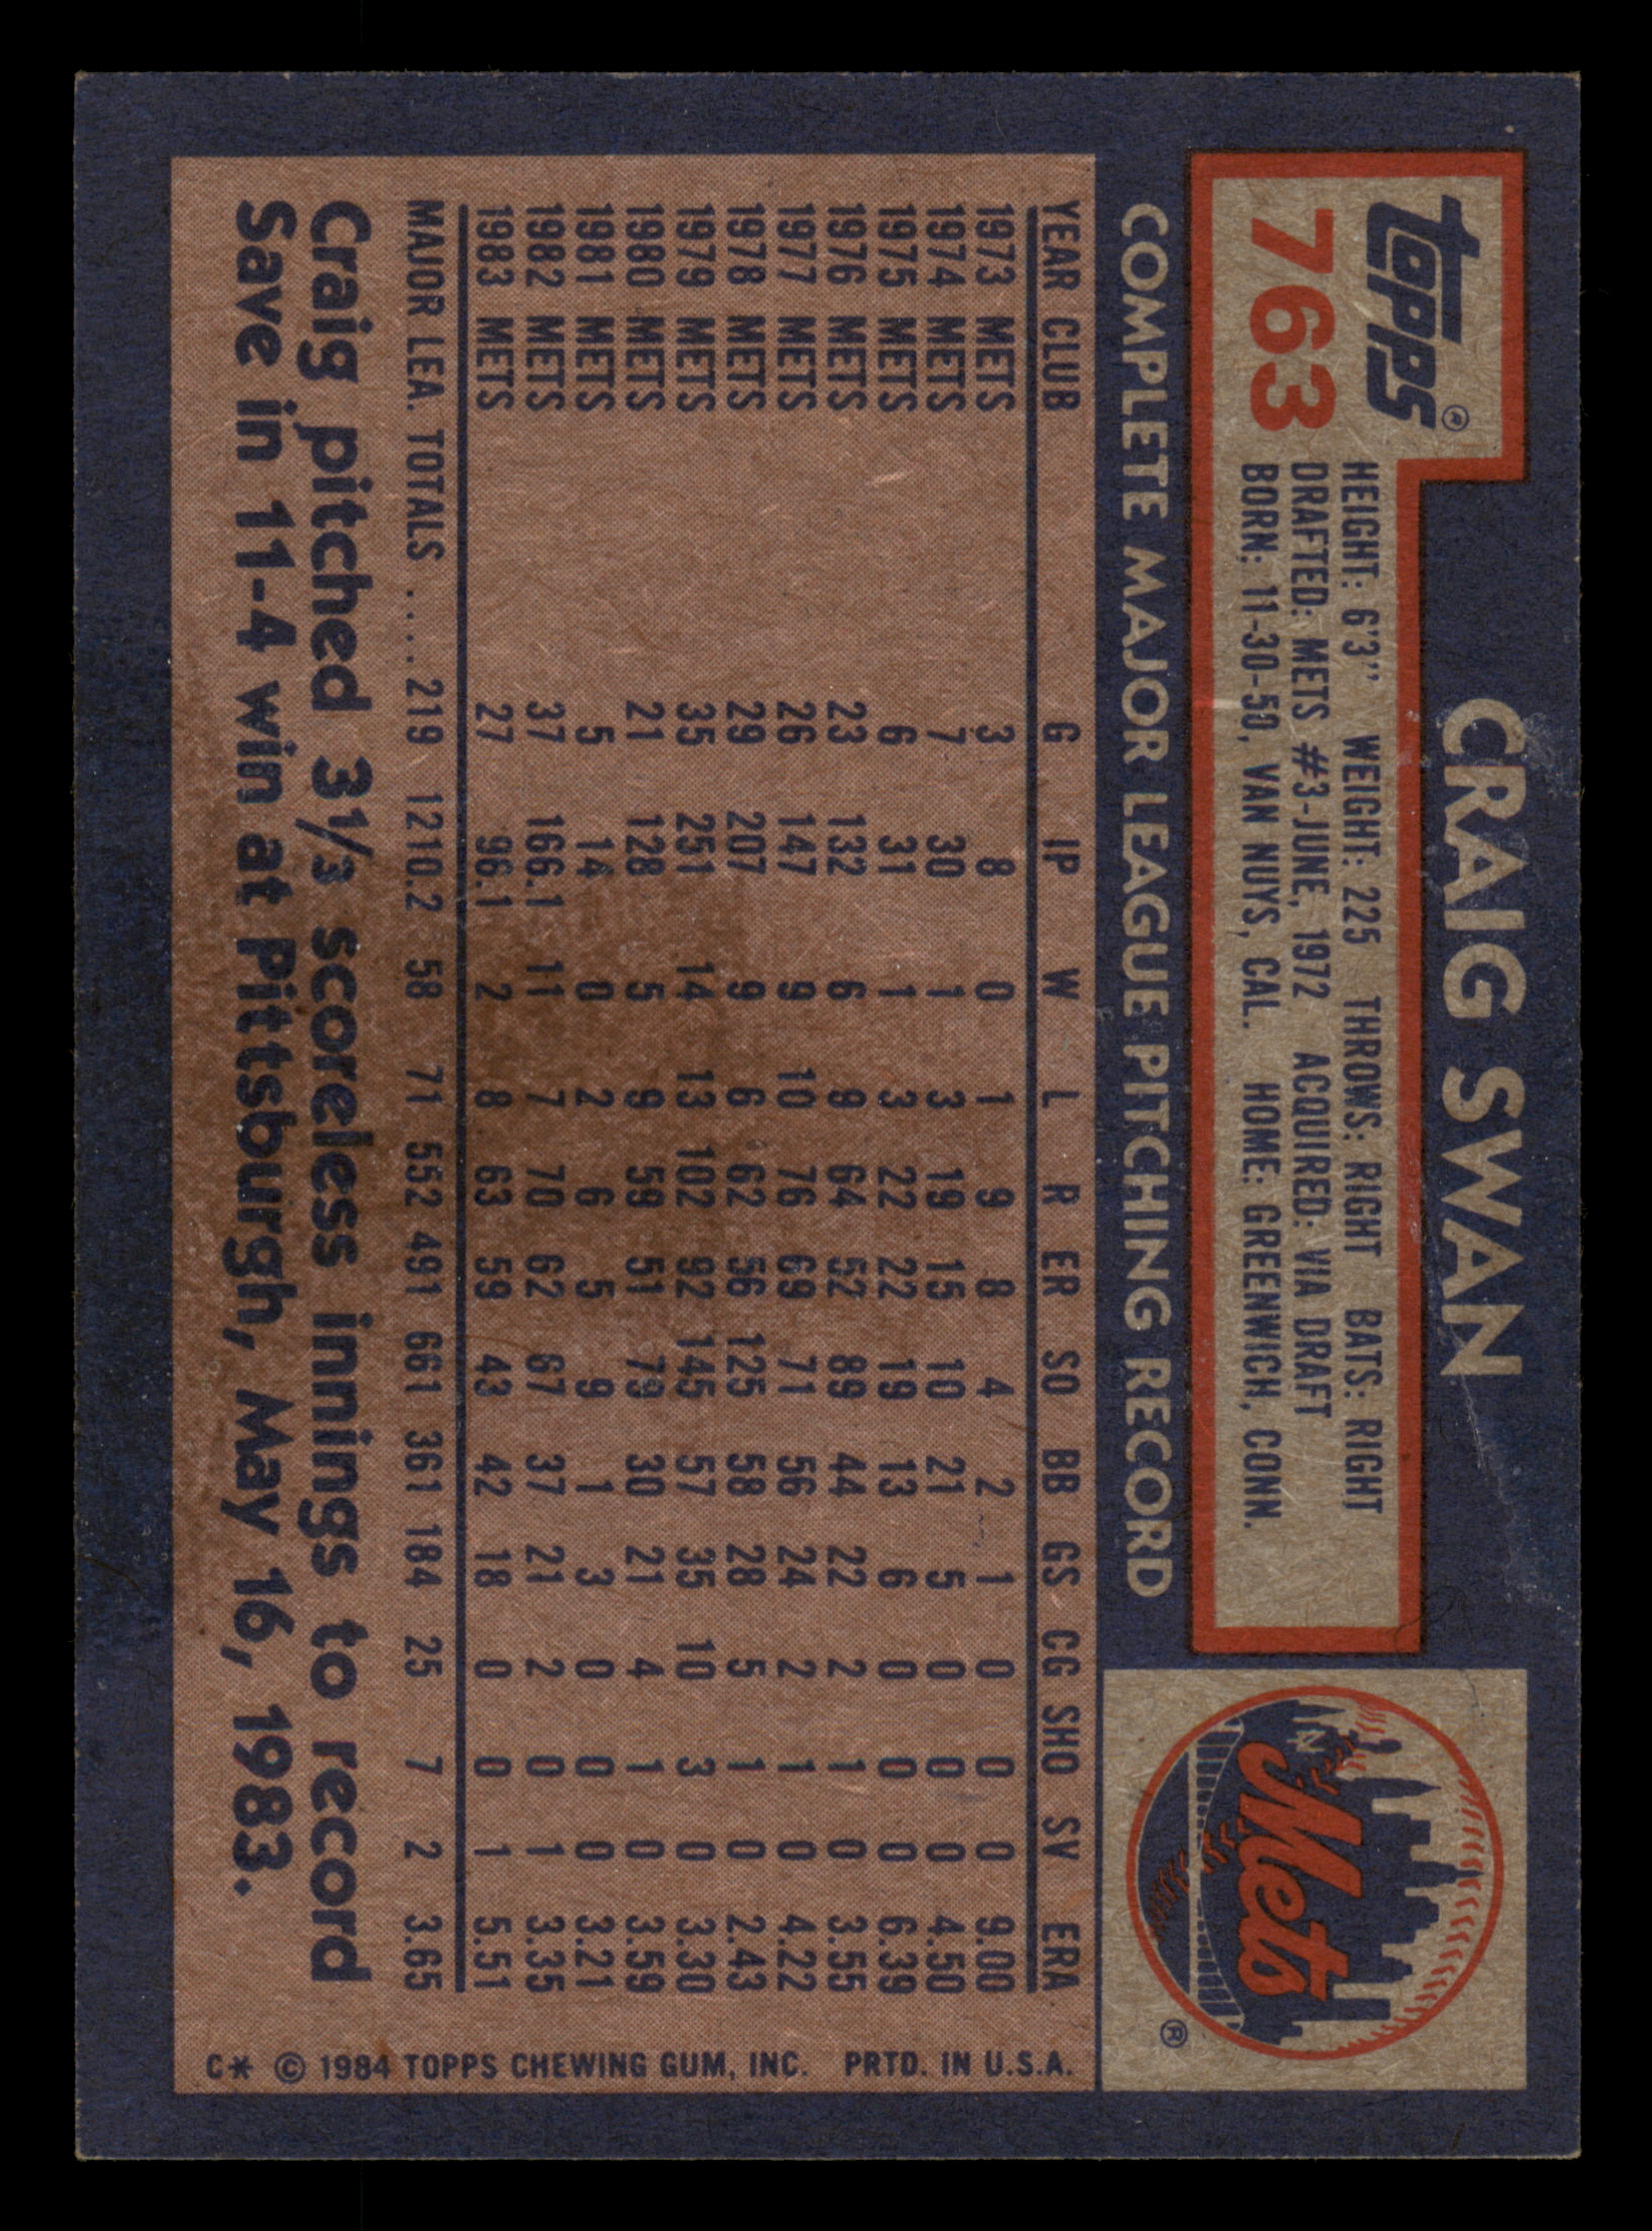 CRAIG SWAN
Topps®
763
HEIGHT: 6'3" WEIGHT: 225 THROWS: RIGHT BATS: RIGHT
DRAFTED: METS #3-JUNE, 1972 ACQUIRED: VIA DRAFT
BORN: 11-30-50, VAN NUYS, CAL. HOME: GREENWICH, CONN.
NY
Mets
®
COMPLETE MAJOR LEAGUE PITCHING RECORD
YEAR CLUB G IP W L R ER SO BB GS CG SHO SV ERA
1973 METS 3 8 0 1 9 8 4 2 1 0 0 0 9.00
1974 METS 7 30 1 3 19 15 10 21 5 0 0 0 4.50
1975 METS 6 31 1 3 22 22 19 13 6 0 0 0 6.39
1976 METS 23 132 6 9 64 52 89 44 22 2 1 0 3.55
1977 METS 26 147 9 10 76 69 71 56 24 2 1 0 4.22
1978 METS 29 207 9 6 62 56 125 58 28 5 1 0 2.43
1979 METS 35 251 14 13 102 92 145 57 35 10 3 0 3.30
1980 METS 21 128 5 9 59 51 79 30 21 4 1 0 3.59
1981 METS 5 14 0 2 6 5 9 1 3 0 0 0 3.21
1982 METS 37 166.1 11 7 70 62 67 37 21 2 0 1 3.35
1983 METS 27 96.1 2 8 63 59 43 42 18 0 0 1 5.51
MAJOR LEA. TOTALS ..... 219 1210.2 58 71 552 491 661 361 184 25 7 2 3.65
Craig pitched 3⅓ scoreless innings to record
Save in 11-4 win at Pittsburgh, May 16, 1983.
C* © 1984 TOPPS CHEWING GUM, INC. PRTD. IN U.S.A.